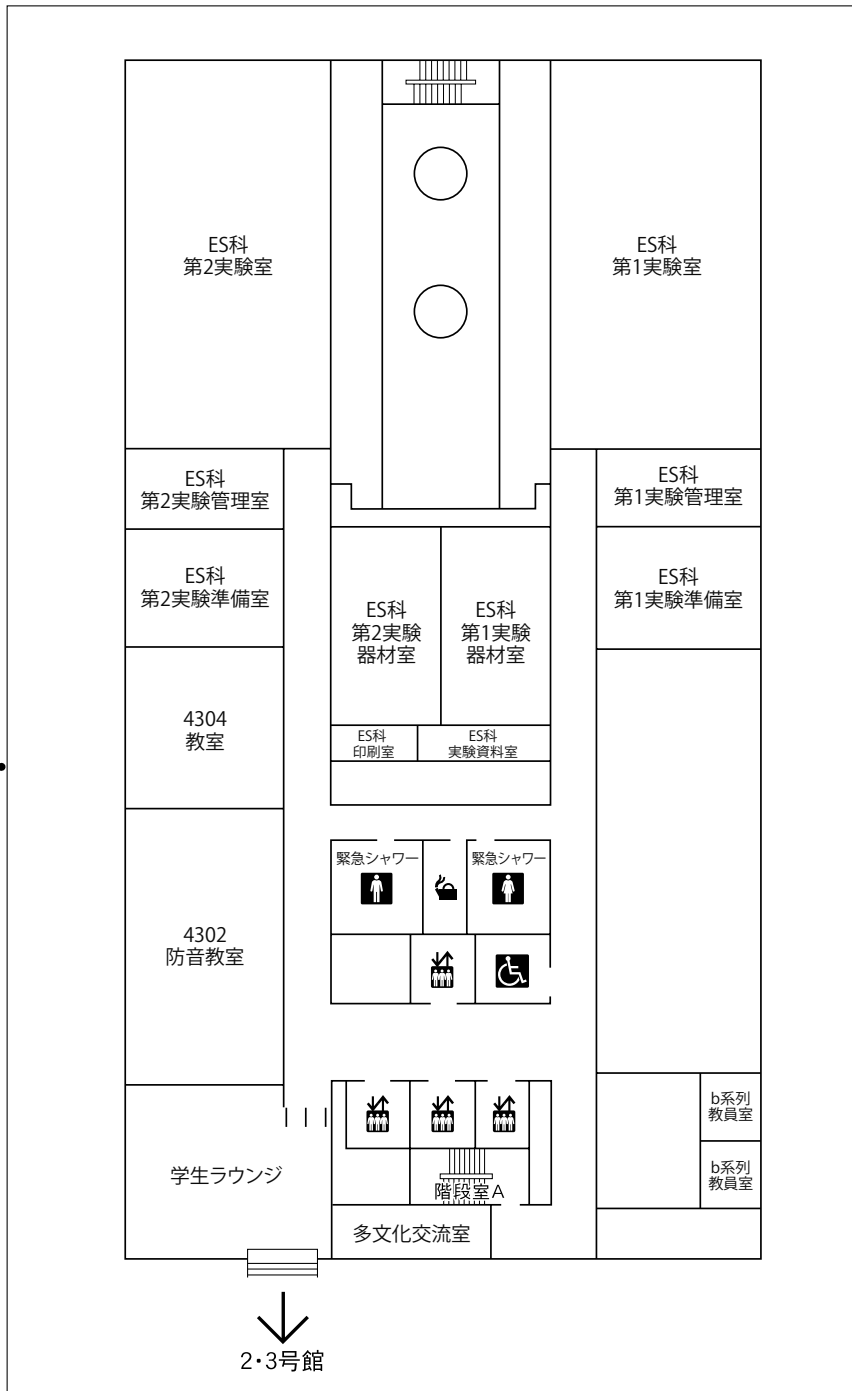 ES科
第2実験室
ES科
第1実験室
ES科
第2実験管理室
ES科
第1実験管理室
ES科
第2実験準備室
ES科
第1実験準備室
ES科
第2実験
器材室
ES科
第1実験
器材室
4304
教室
ES科
印刷室
ES科
実験資料室
緊急シャワー
緊急シャワー
4302
防音教室
b系列
教員室
b系列
教員室
学生ラウンジ
階段室A
多文化交流室
2・3号館